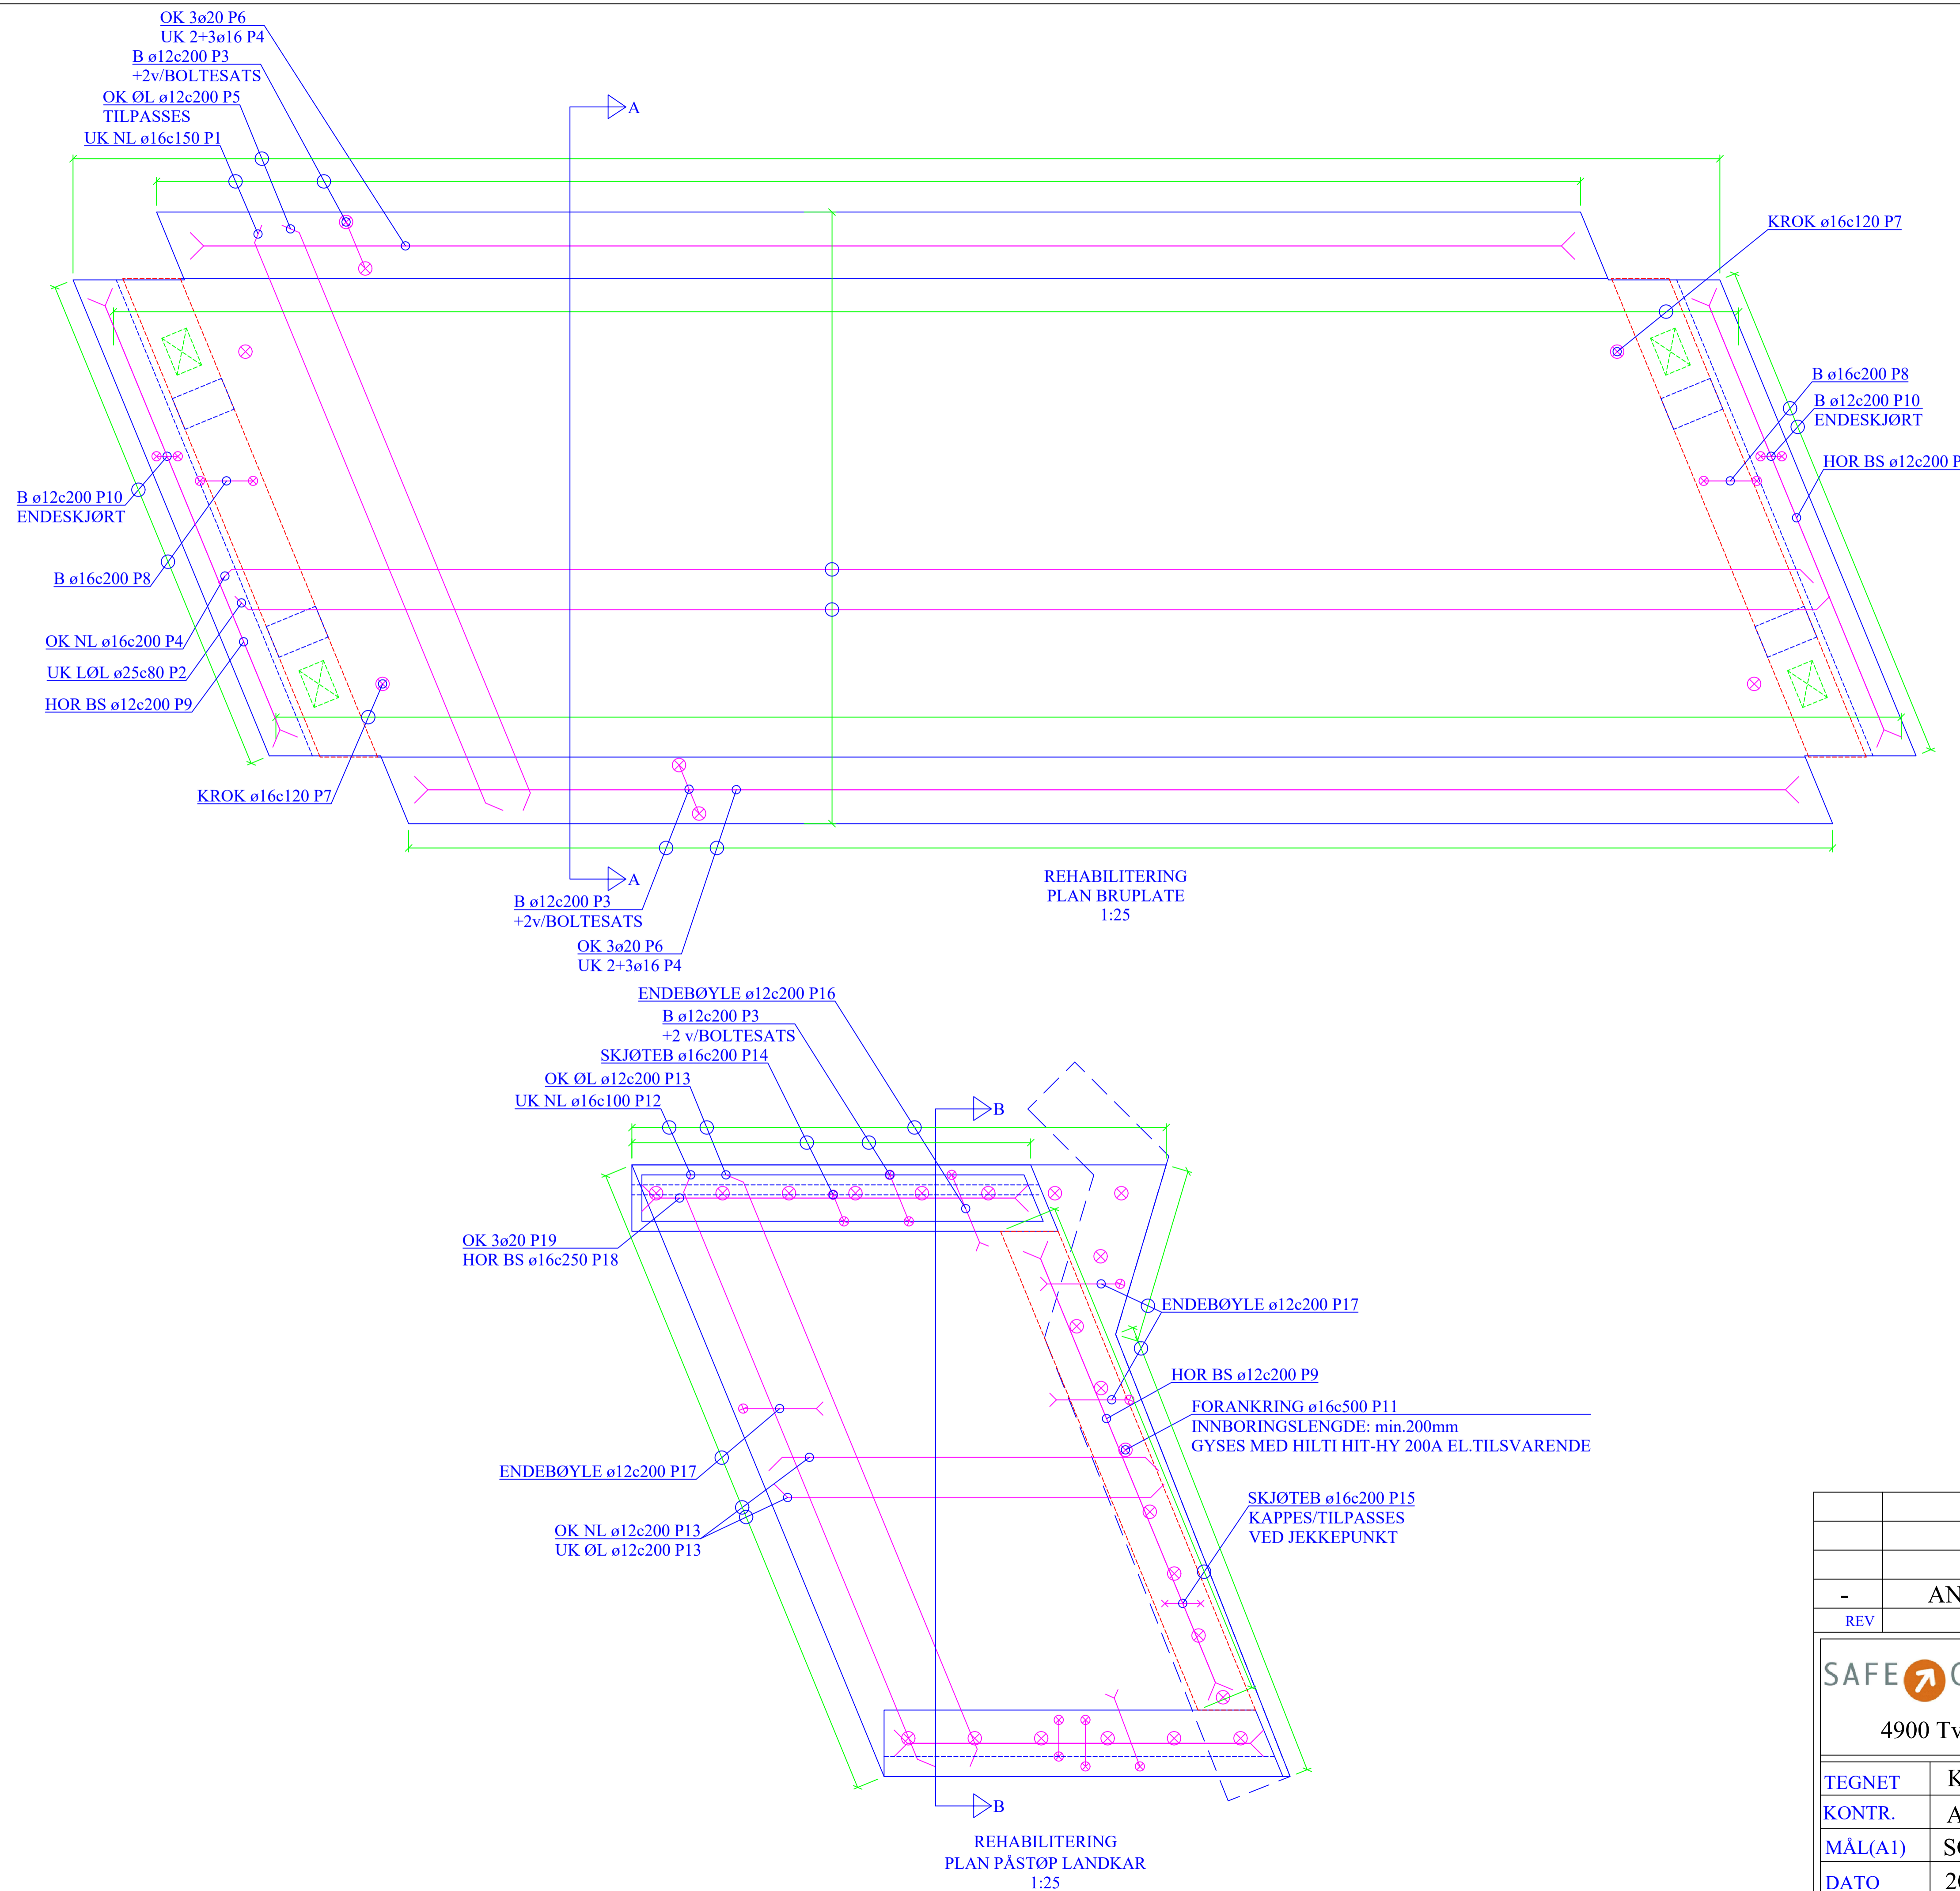 OK 3ø20 P6
UK 2+3ø16 P4
B ø12c200 P3
+2v/BOLTESATS
OK ØL ø12c200 P5
TILPASSES
UK NL ø16c150 P1
A
KROK ø16c120 P7
B ø16c200 P8
B ø12c200 P10
ENDESKJØRT
HOR BS ø12c200 P
B ø12c200 P10
ENDESKJØRT
B ø16c200 P8
OK NL ø16c200 P4
UK LØL ø25c80 P2
HOR BS ø12c200 P9
KROK ø16c120 P7
A
B ø12c200 P3
+2v/BOLTESATS
OK 3ø20 P6
UK 2+3ø16 P4
REHABILITERING
PLAN BRUPLATE
1:25
ENDEBØYLE ø12c200 P16
B ø12c200 P3
+2 v/BOLTESATS
SKJØTEB ø16c200 P14
OK ØL ø12c200 P13
UK NL ø16c100 P12
B
OK 3ø20 P19
HOR BS ø16c250 P18
ENDEBØYLE ø12c200 P17
HOR BS ø12c200 P9
FORANKRING ø16c500 P11
INNBORINGSLENGDE: min.200mm
GYSES MED HILTI HIT-HY 200A EL.TILSVARENDE
ENDEBØYLE ø12c200 P17
SKJØTEB ø16c200 P15
KAPPES/TILPASSES
VED JEKKEPUNKT
OK NL ø12c200 P13
UK ØL ø12c200 P13
B
REHABILITERING
PLAN PÅSTØP LANDKAR
1:25
- AN
REV
SAFE
4900 Tv
TEGNET K
KONTR. A
MÅL(A1)
DATO